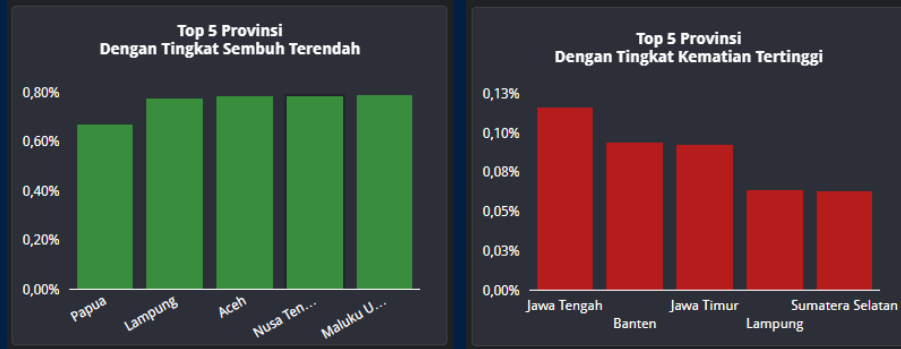 Top 5 Provinsi
Dengan Tingkat Sembuh Terendah
0,80%
0,60%
0,40%
0,20%
0,00%
Papua
Lampung
Aceh
Nusa Ten...
Maluku U...
Top 5 Provinsi
Dengan Tingkat Kematian Tertinggi
0,13%
0,10%
0,08%
0,05%
0,03%
0,00%
Jawa Tengah
Banten
Jawa Timur
Lampung
Sumatera Selatan